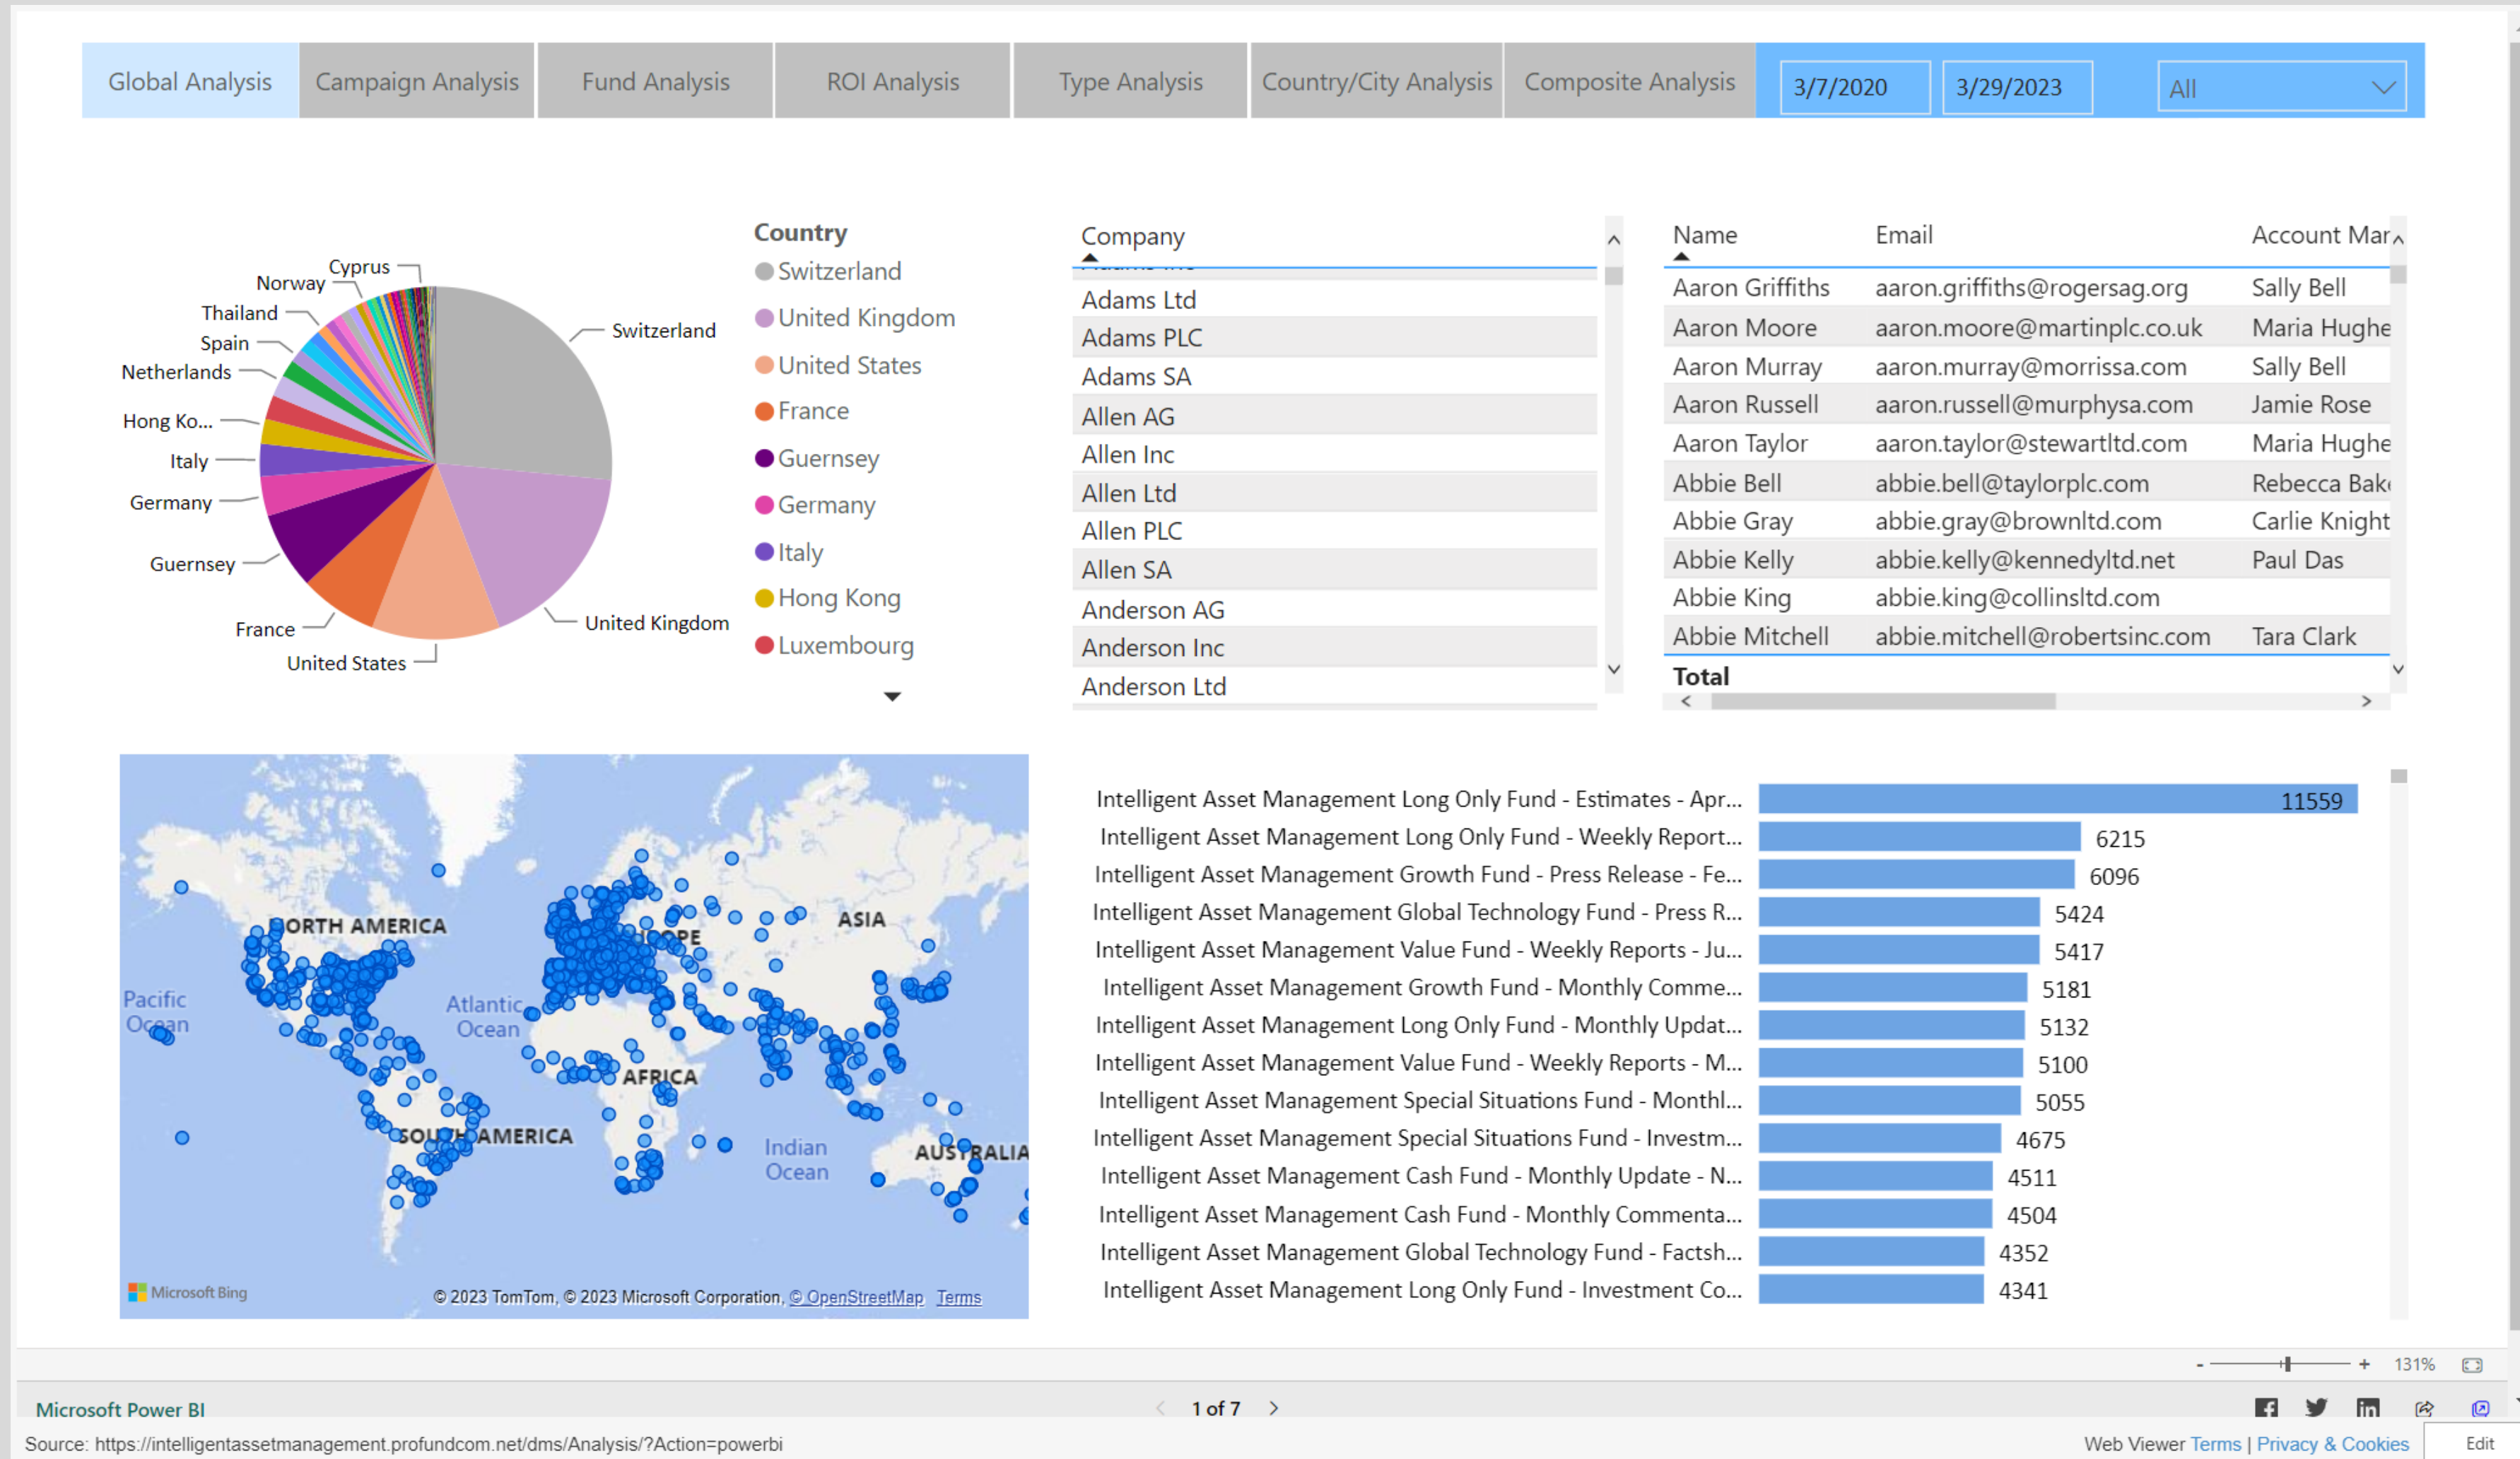 Global Analysis
Campaign Analysis
Fund Analysis
ROI Analysis
Type Analysis
Country/City Analysis
Composite Analysis
3/7/2020
3/29/2023
All
Cyprus
Norway
Thailand
Spain
Netherlands
Hong Ko...
Italy
Germany
Guernsey
France
United States
United Kingdom
Switzerland
Country
Switzerland
United Kingdom
United States
France
Guernsey
Germany
Italy
Hong Kong
Luxembourg
Company
Adams Ltd
Adams PLC
Adams SA
Allen AG
Allen Inc
Allen Ltd
Allen PLC
Allen SA
Anderson AG
Anderson Inc
Anderson Ltd
Name Email Account Mar
Aaron Griffiths aaron.griffiths@rogersag.org Sally Bell
Aaron Moore aaron.moore@martinplc.co.uk Maria Hughe
Aaron Murray aaron.murray@morrissa.com Sally Bell
Aaron Russell aaron.russell@murphysa.com Jamie Rose
Aaron Taylor aaron.taylor@stewartltd.com Maria Hughe
Abbie Bell abbie.bell@taylorplc.com Rebecca Bak
Abbie Gray abbie.gray@brownltd.com Carlie Knight
Abbie Kelly abbie.kelly@kennedyltd.net Paul Das
Abbie King abbie.king@collinsltd.com
Abbie Mitchell abbie.mitchell@robertsinc.com Tara Clark
Total
NORTH AMERICA
ASIA
Pacific
Ocean
Atlantic
Ocean
AFRICA
SOUTH AMERICA
Indian
Ocean
AUSTRALIA
Microsoft Bing
© 2023 TomTom, © 2023 Microsoft Corporation, © OpenStreetMap Terms
Intelligent Asset Management Long Only Fund - Estimates - Apr... 11559
Intelligent Asset Management Long Only Fund - Weekly Report... 6215
Intelligent Asset Management Growth Fund - Press Release - Fe... 6096
Intelligent Asset Management Global Technology Fund - Press R... 5424
Intelligent Asset Management Value Fund - Weekly Reports - Ju... 5417
Intelligent Asset Management Growth Fund - Monthly Comme... 5181
Intelligent Asset Management Long Only Fund - Monthly Updat... 5132
Intelligent Asset Management Value Fund - Weekly Reports - M... 5100
Intelligent Asset Management Special Situations Fund - Monthl... 5055
Intelligent Asset Management Special Situations Fund - Investm... 4675
Intelligent Asset Management Cash Fund - Monthly Update - N... 4511
Intelligent Asset Management Cash Fund - Monthly Commenta... 4504
Intelligent Asset Management Global Technology Fund - Factsh... 4352
Intelligent Asset Management Long Only Fund - Investment Co... 4341
- + 131%
Microsoft Power BI
< 1 of 7 >
Source: https://intelligentassetmanagement.profundcom.net/dms/Analysis/?Action=powerbi
Web Viewer Terms | Privacy & Cookies
Edit